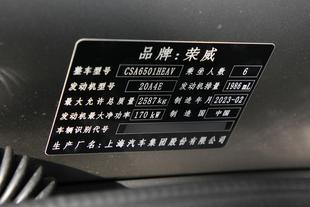 品牌:荣威
整车型号 CSA6501HEAV 乘坐人数 6
发动机型号 20A4E 发动机排量 1986mL
最大允许总质量 2587kg 制造年月 2023-02
发动机最大净功率 170kW 制造国 中国
车辆识别代号
生产厂名:上海汽车集团股份有限公司